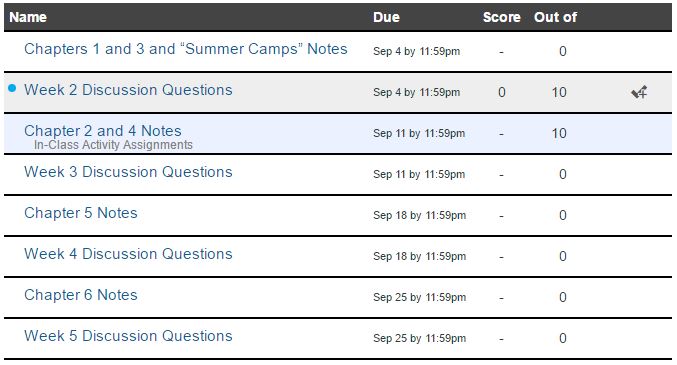 Name Due Score Out of
Chapters 1 and 3 and “Summer Camps” Notes Sep 4 by 11:59pm - 0
Week 2 Discussion Questions Sep 4 by 11:59pm 0 10
Chapter 2 and 4 Notes Sep 11 by 11:59pm - 10
In-Class Activity Assignments
Week 3 Discussion Questions Sep 11 by 11:59pm - 0
Chapter 5 Notes Sep 18 by 11:59pm - 0
Week 4 Discussion Questions Sep 18 by 11:59pm - 0
Chapter 6 Notes Sep 25 by 11:59pm - 0
Week 5 Discussion Questions Sep 25 by 11:59pm - 0